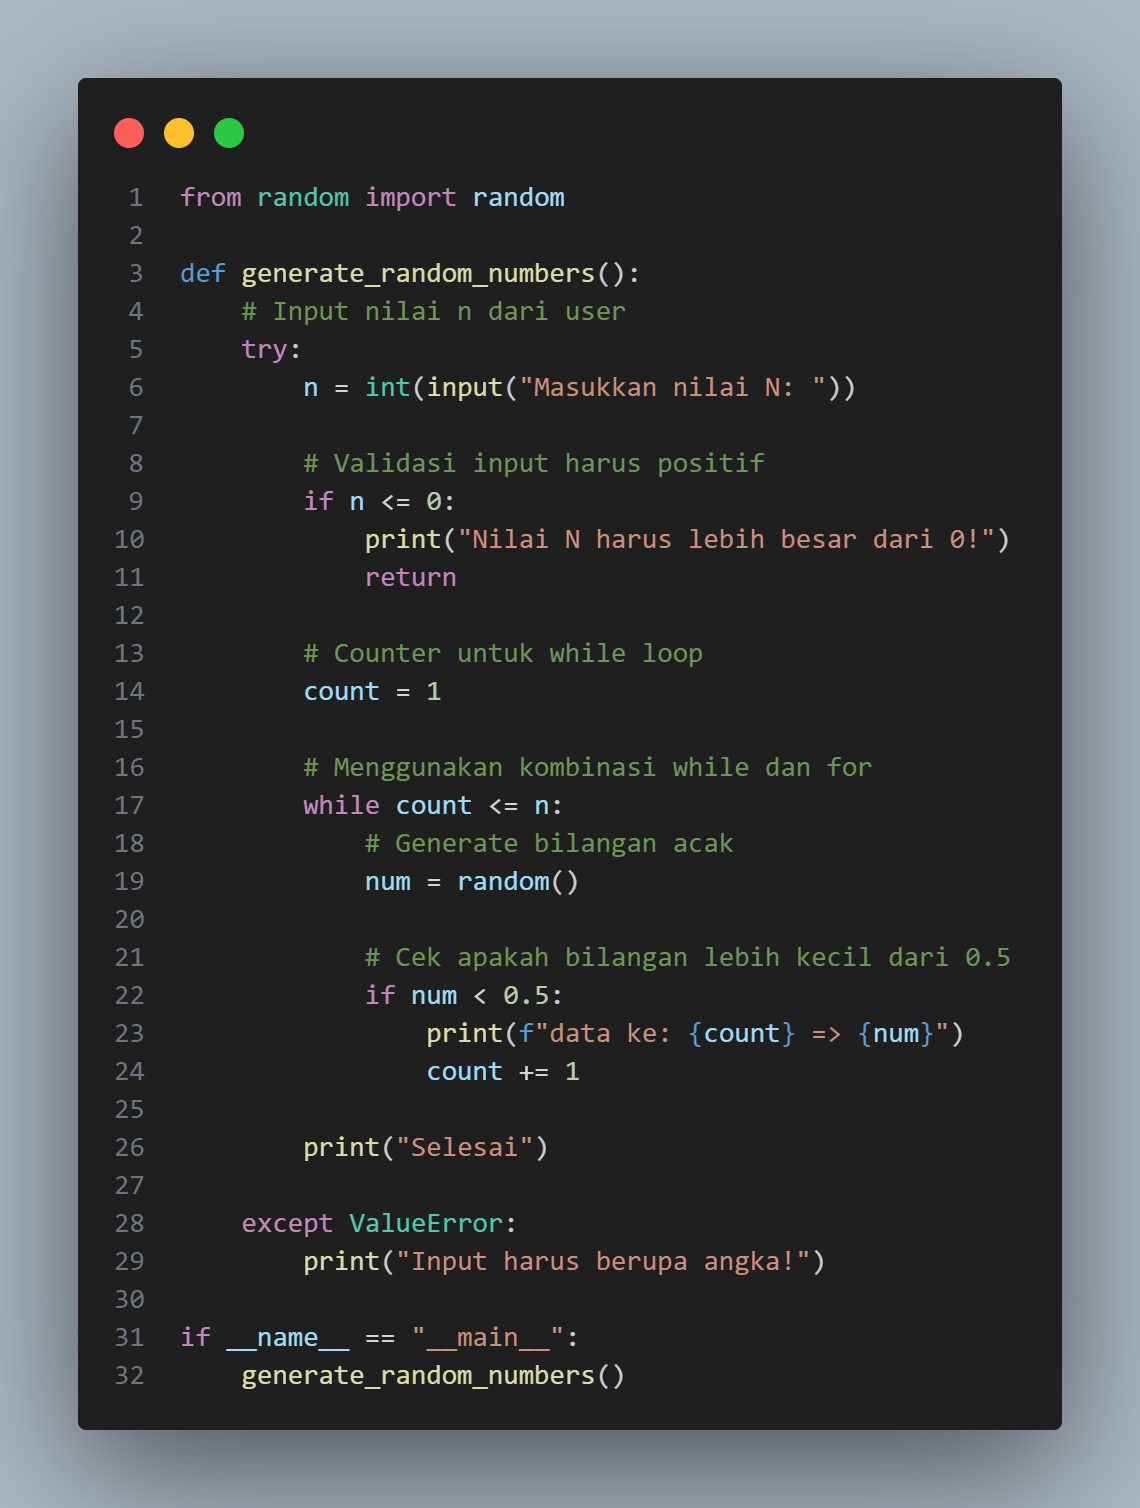 1 from random import random
2
3 def generate_random_numbers():
4     # Input nilai n dari user
5     try:
6         n = int(input("Masukkan nilai N: "))
7
8         # Validasi input harus positif
9         if n <= 0:
10             print("Nilai N harus lebih besar dari 0!")
11             return
12
13         # Counter untuk while loop
14         count = 1
15
16         # Menggunakan kombinasi while dan for
17         while count <= n:
18             # Generate bilangan acak
19             num = random()
20
21             # Cek apakah bilangan lebih kecil dari 0.5
22             if num < 0.5:
23                 print(f"data ke: {count} => {num}")
24                 count += 1
25
26         print("Selesai")
27
28     except ValueError:
29         print("Input harus berupa angka!")
30
31 if __name__ == "__main__":
32     generate_random_numbers()